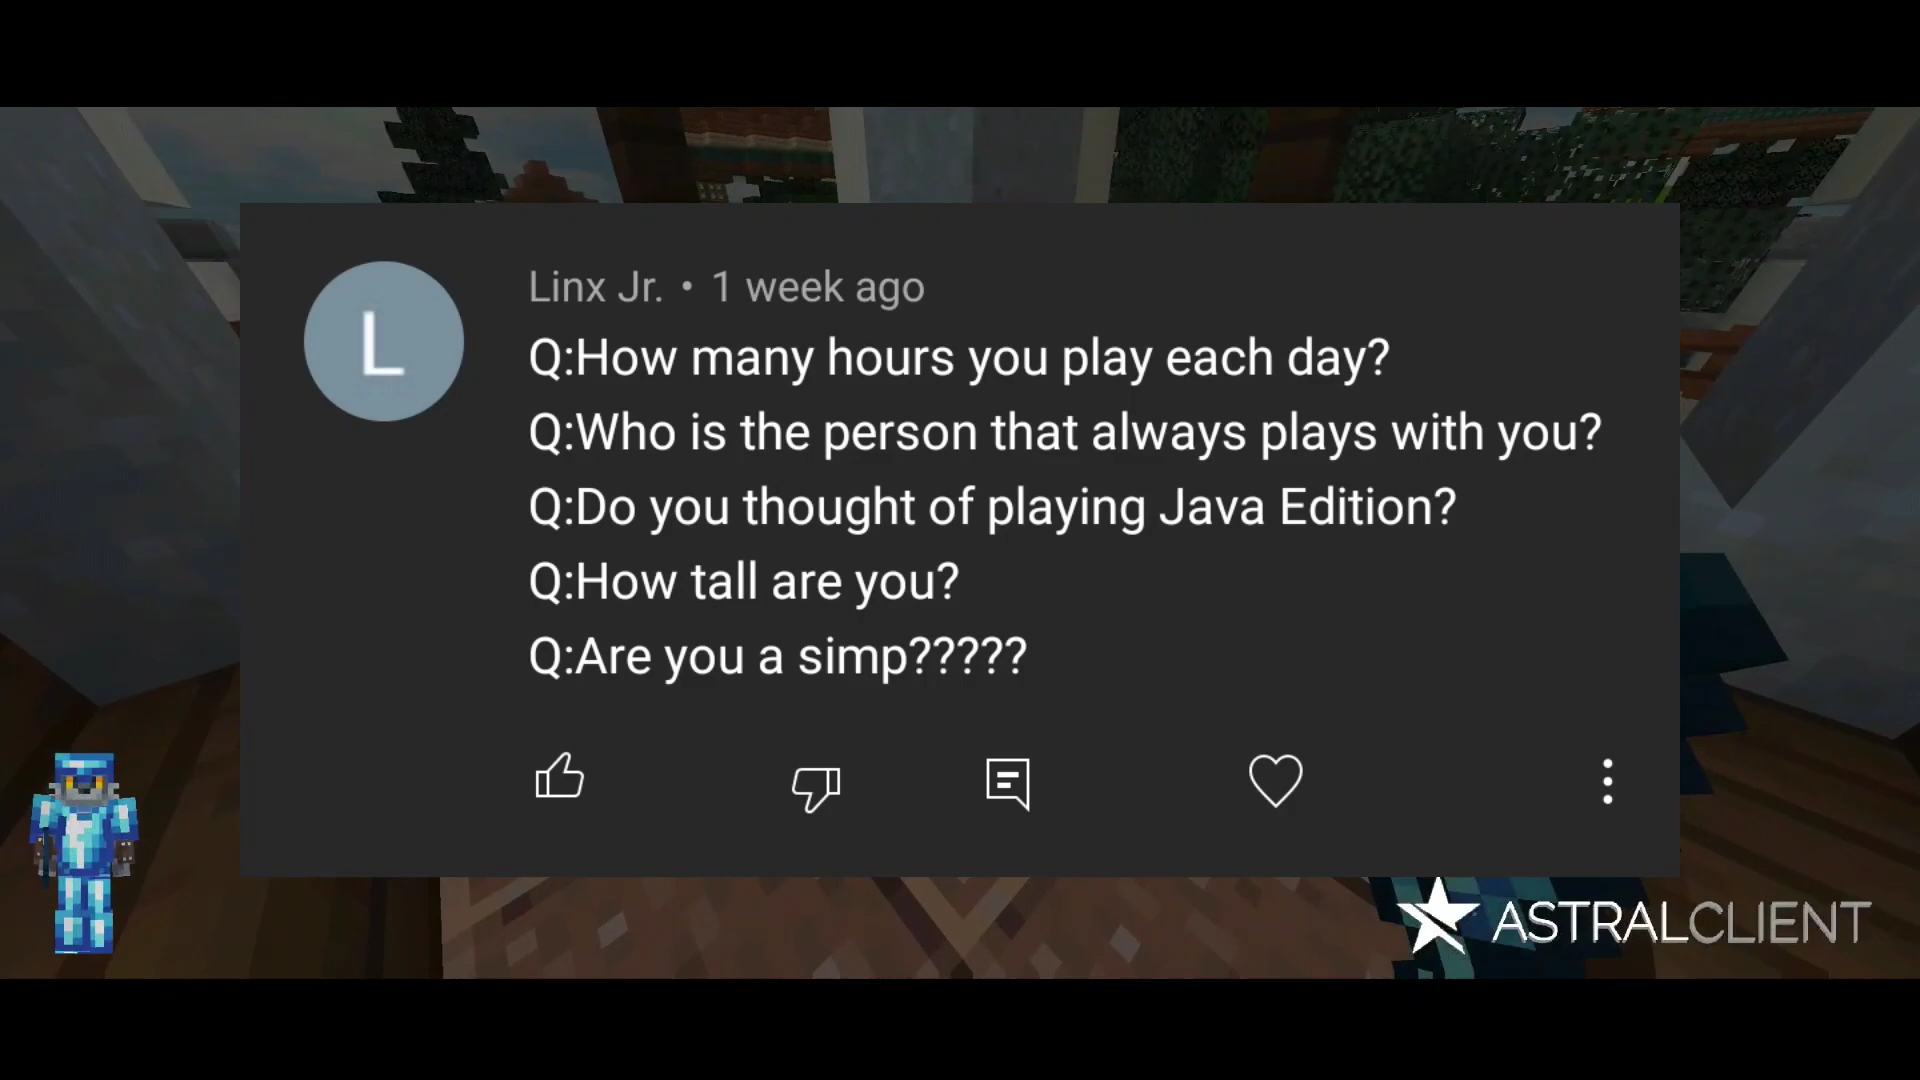 L
Linx Jr. • 1 week ago
Q:How many hours you play each day?
Q:Who is the person that always plays with you?
Q:Do you thought of playing Java Edition?
Q:How tall are you?
Q:Are you a simp?????
ASTRALCLIENT